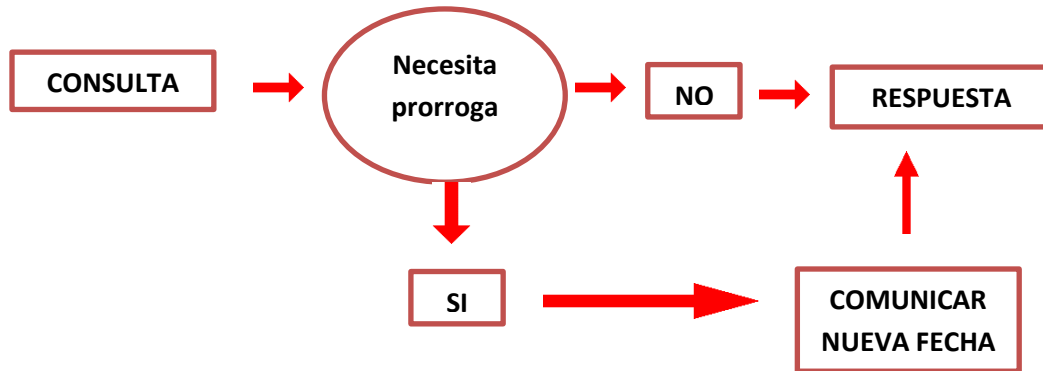 CONSULTA
Necesita
prorroga
NO
RESPUESTA
SI
COMUNICAR
NUEVA FECHA